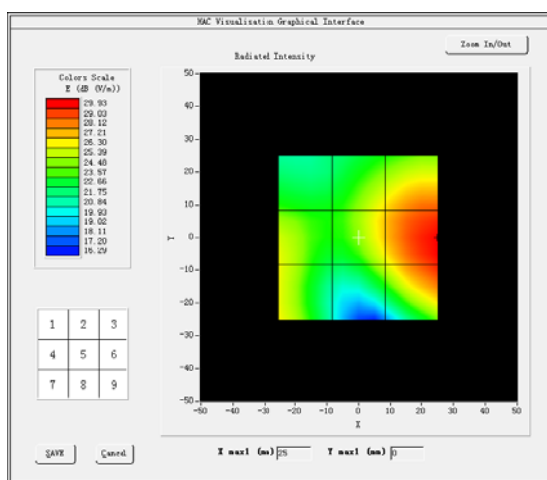 HAC Visualisation Graphical Interface
Zoom In/Out
Radiated Intensity
Colors Scale
E (dB (V/m))
29.93
29.03
28.12
27.21
26.30
25.39
24.48
23.57
22.66
21.75
20.84
19.93
19.02
18.11
17.20
16.29
50
40
30
20
10
0
-10
-20
-30
-40
-50
Y
-50 -40 -30 -20 -10 0 10 20 30 40 50
X
1 2 3
4 5 6
7 8 9
SAVE Cancel
X max1 (mm) 25 Y max1 (mm) 0